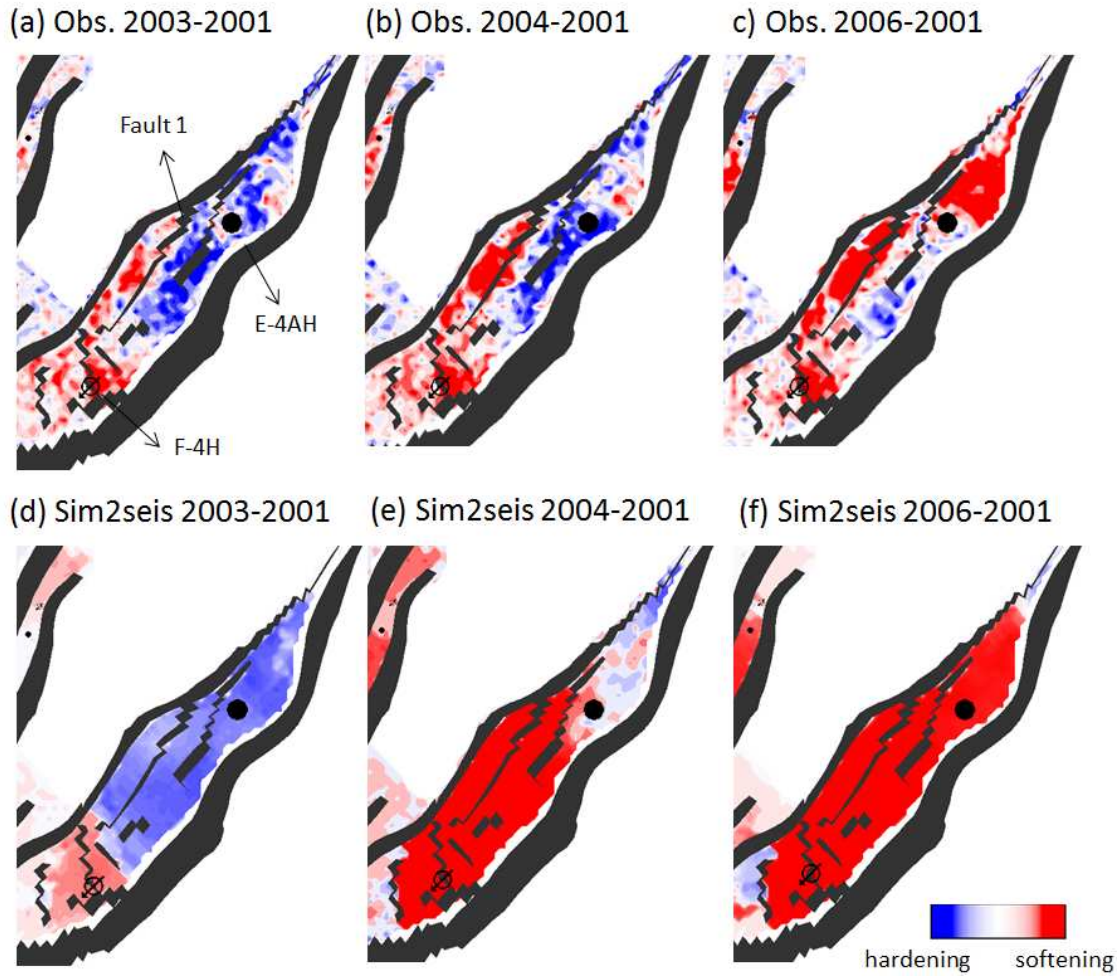 (a) Obs. 2003-2001
(b) Obs. 2004-2001
c) Obs. 2006-2001
Fault 1
E-4AH
F-4H
(d) Sim2seis 2003-2001
(e) Sim2seis 2004-2001
(f) Sim2seis 2006-2001
hardening
softening